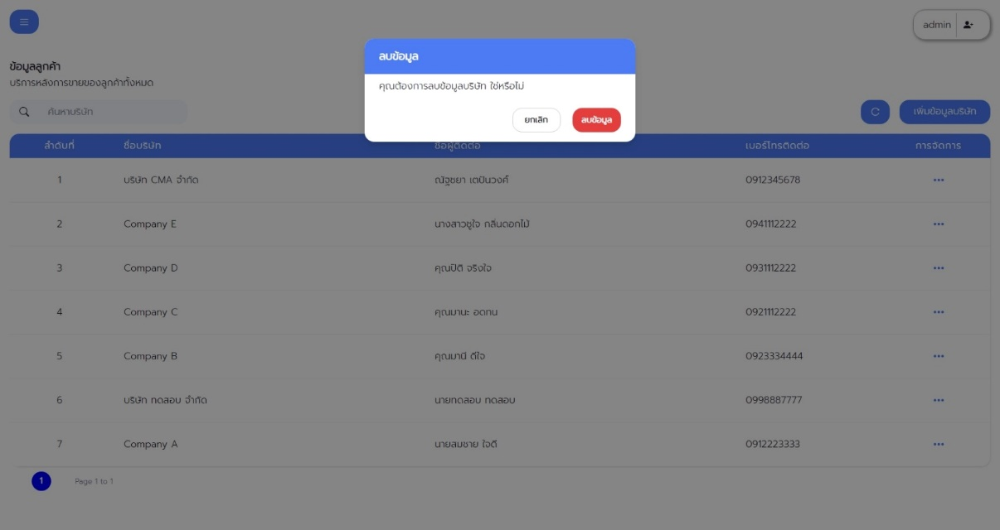 admin
ลบข้อมูล
คุณต้องการลบข้อมูลบริษัท ใช่หรือไม่
ยกเลิก ลบข้อมูล
ข้อมูลลูกค้า
บริการหลังการขายของลูกค้าทั้งหมด
ค้นหาบริษัท เพิ่มข้อมูลบริษัท
ลำดับที่ ชื่อบริษัท ชื่อผู้ติดต่อ เบอร์โทรติดต่อ การจัดการ
1 บริษัท CMA จำกัด ณัฐชยา เตปินวงค์ 0912345678
2 Company E นางสาวชูใจ กลิ่นดอกไม้ 0941112222
3 Company D คุณปิติ จริงใจ 0931112222
4 Company C คุณมานะ อดทน 0921112222
5 Company B คุณมานี ดีใจ 0923334444
6 บริษัท ทดสอบ จำกัด นายทดสอบ ทดสอบ 0998887777
7 Company A นายสมชาย ใจดี 0912223333
1 Page 1 to 1